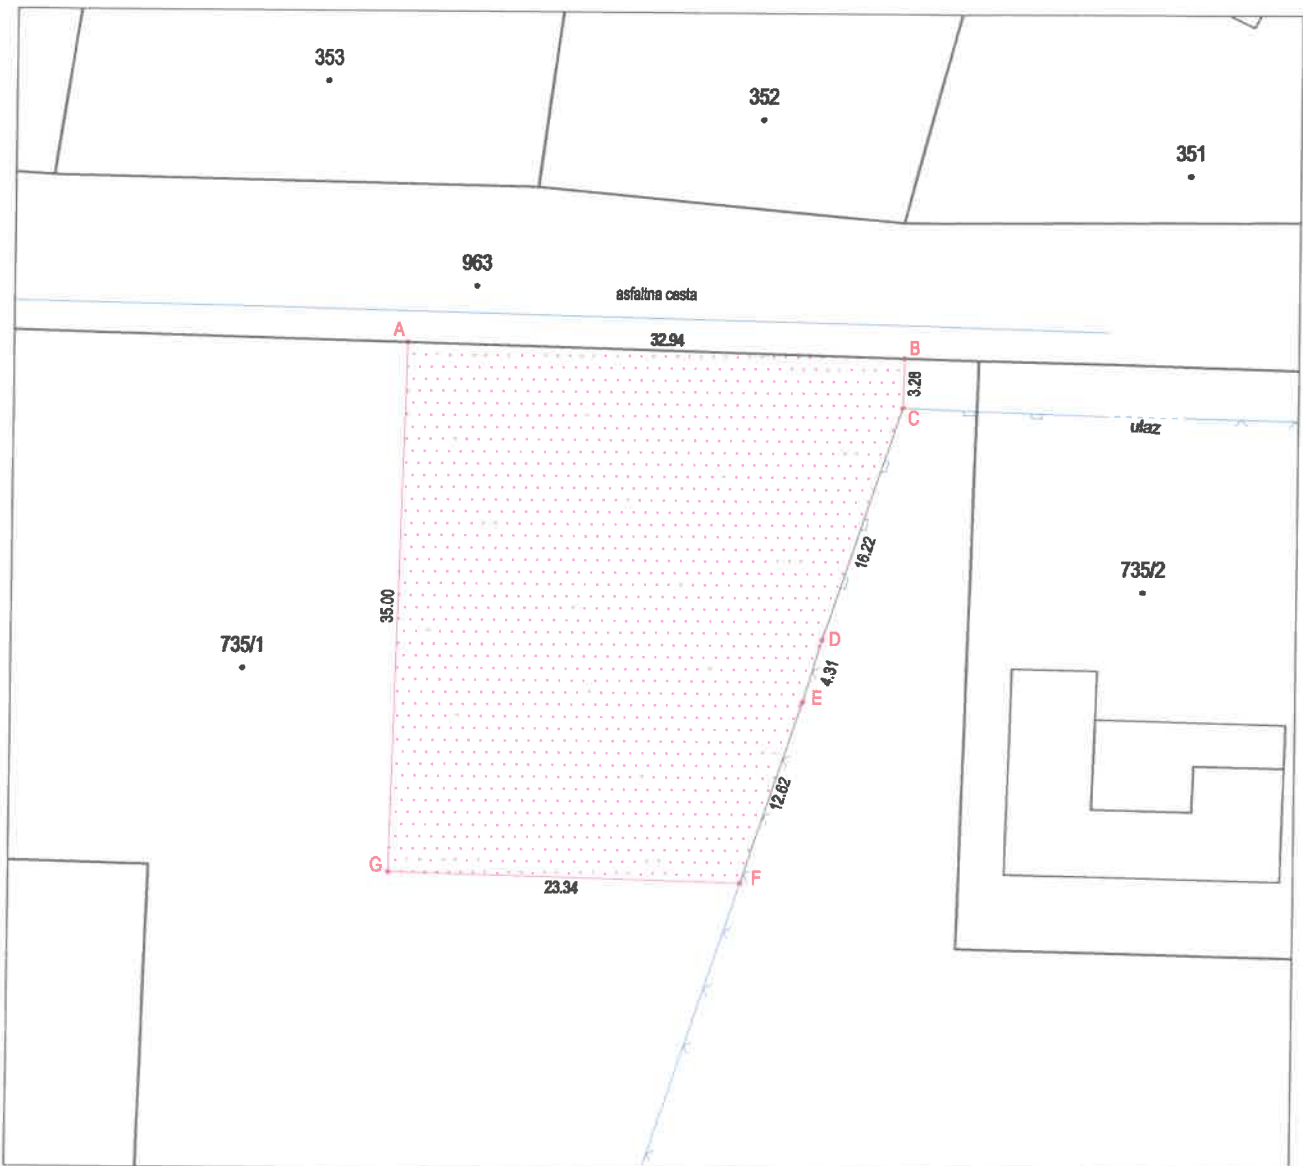 353
352
351
963
asfaltna cesta
A
32.94
B
3.28
C
ulaz
16.22
735/2
35.00
D
735/1
4.31
E
12.62
G
F
23.34